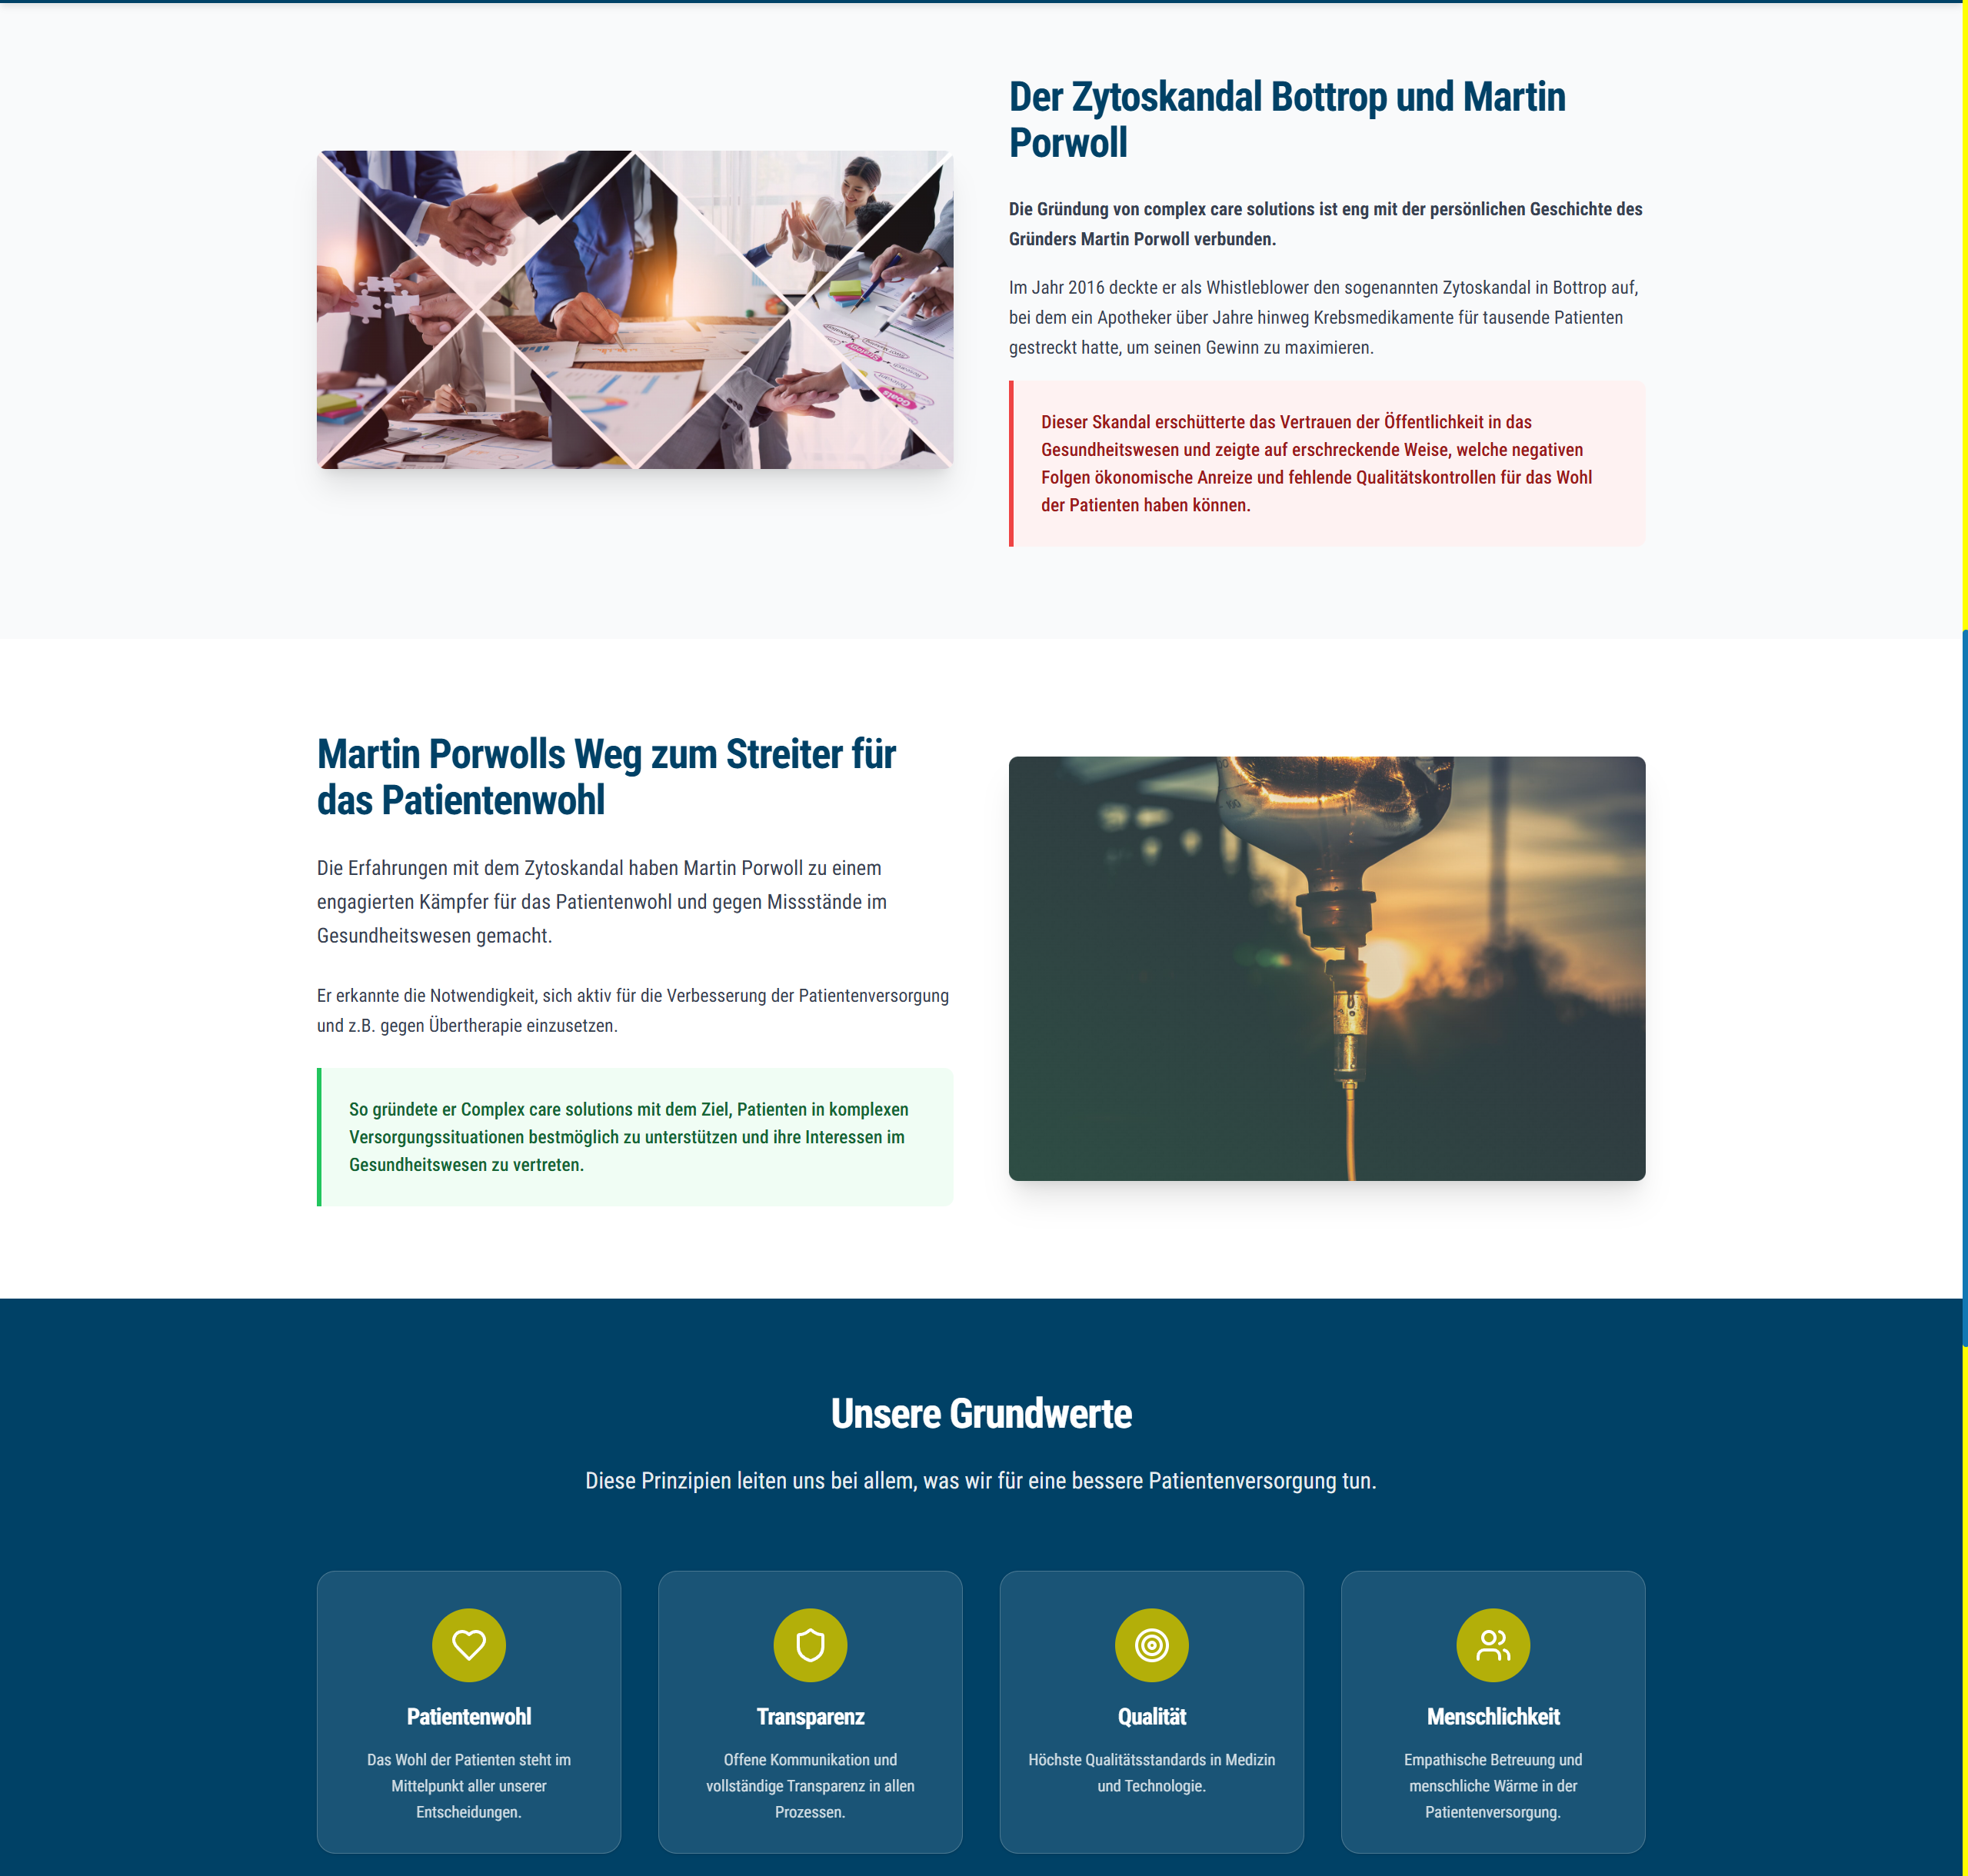 Der Zytoskandal Bottrop und Martin
Porwoll
Die Gründung von complex care solutions ist eng mit der persönlichen Geschichte des
Gründers Martin Porwoll verbunden.
Im Jahr 2016 deckte er als Whistleblower den sogenannten Zytoskandal in Bottrop auf,
bei dem ein Apotheker über Jahre hinweg Krebsmedikamente für tausende Patienten
gestreckt hatte, um seinen Gewinn zu maximieren.
Dieser Skandal erschütterte das Vertrauen der Öffentlichkeit in das
Gesundheitswesen und zeigte auf erschreckende Weise, welche negativen
Folgen ökonomische Anreize und fehlende Qualitätskontrollen für das Wohl
der Patienten haben können.
Goals
Martin Porwolls Weg zum Streiter für
das Patientenwohl
Die Erfahrungen mit dem Zytoskandal haben Martin Porwoll zu einem
engagierten Kämpfer für das Patientenwohl und gegen Missstände im
Gesundheitswesen gemacht.
Er erkannte die Notwendigkeit, sich aktiv für die Verbesserung der Patientenversorgung
und z.B. gegen Übertherapie einzusetzen.
So gründete er Complex care solutions mit dem Ziel, Patienten in komplexen
Versorgungssituationen bestmöglich zu unterstützen und ihre Interessen im
Gesundheitswesen zu vertreten.
Unsere Grundwerte
Diese Prinzipien leiten uns bei allem, was wir für eine bessere Patientenversorgung tun.
Patientenwohl
Das Wohl der Patienten steht im
Mittelpunkt aller unserer
Entscheidungen.
Transparenz
Offene Kommunikation und
vollständige Transparenz in allen
Prozessen.
Qualität
Höchste Qualitätsstandards in Medizin
und Technologie.
Menschlichkeit
Empathische Betreuung und
menschliche Wärme in der
Patientenversorgung.